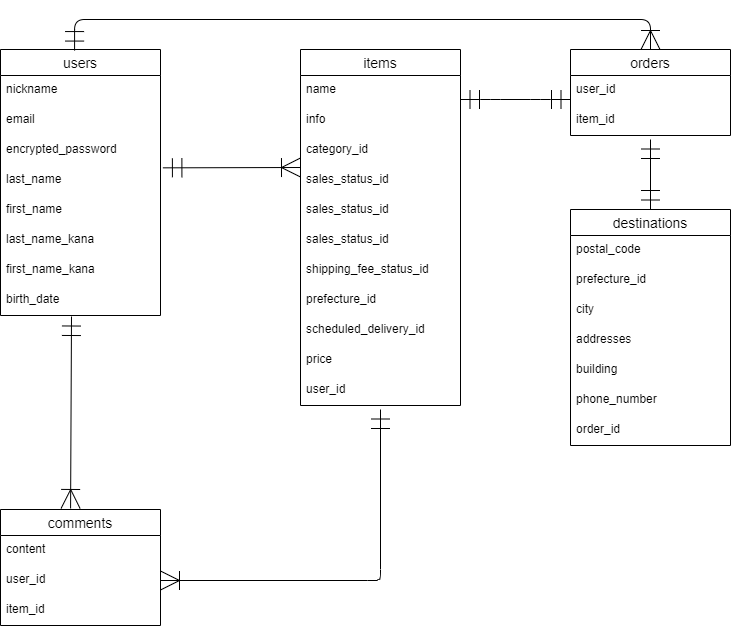 users
nickname
email
encrypted_password
last_name
first_name
last_name_kana
first_name_kana
birth_date
items
name
info
category_id
sales_status_id
sales_status_id
sales_status_id
shipping_fee_status_id
prefecture_id
scheduled_delivery_id
price
user_id
orders
user_id
item_id
destinations
postal_code
prefecture_id
city
addresses
building
phone_number
order_id
comments
content
user_id
item_id